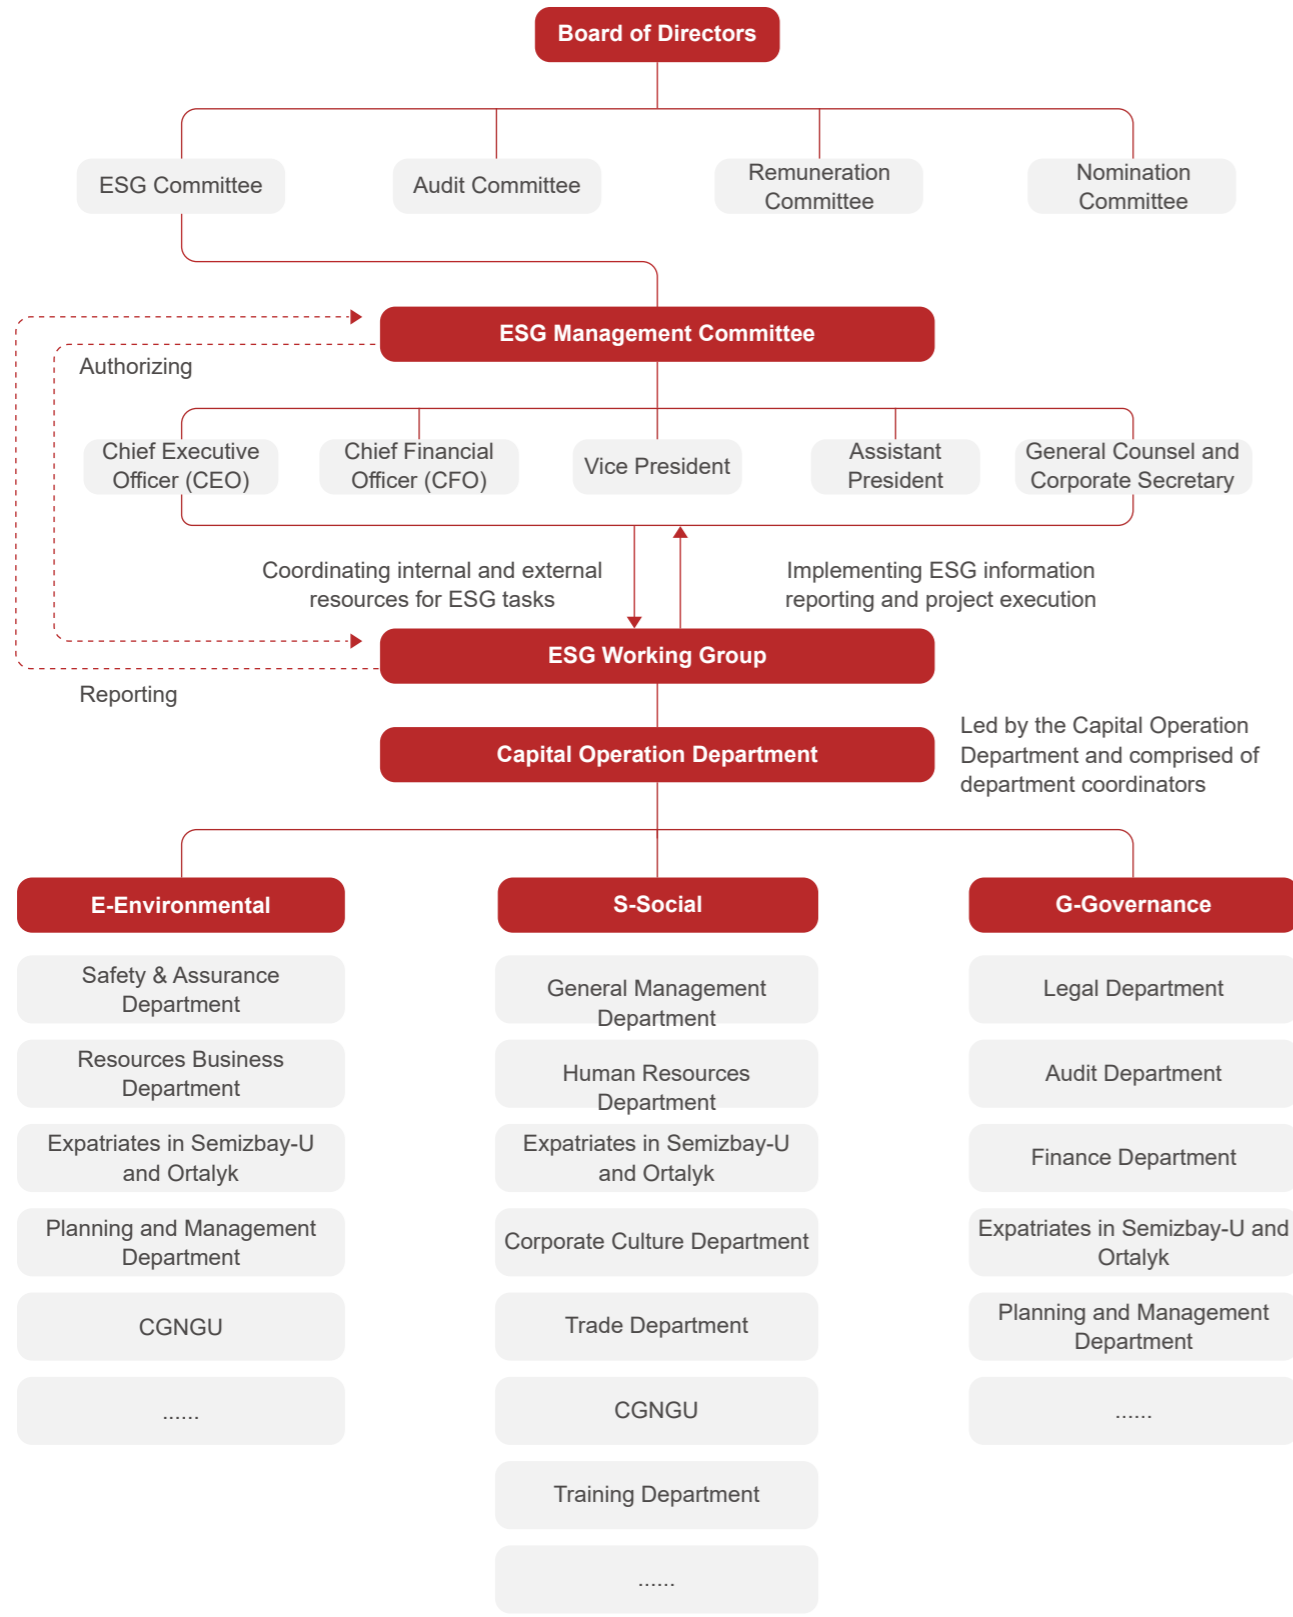 Board of Directors
ESG Committee
Audit Committee
Remuneration
Committee
Nomination
Committee
ESG Management Committee
Authorizing
Chief Executive
Officer (CEO)
Chief Financial
Officer (CFO)
Vice President
Assistant
President
General Counsel and
Corporate Secretary
Coordinating internal and external
resources for ESG tasks
Implementing ESG information
reporting and project execution
ESG Working Group
Reporting
Capital Operation Department
Led by the Capital Operation
Department and comprised of
department coordinators
E-Environmental
Safety & Assurance
Department
Resources Business
Department
Expatriates in Semizbay-U
and Ortalyk
Planning and Management
Department
CGNGU
......
S-Social
General Management
Department
Human Resources
Department
Expatriates in Semizbay-U
and Ortalyk
Corporate Culture Department
Trade Department
CGNGU
Training Department
......
G-Governance
Legal Department
Audit Department
Finance Department
Expatriates in Semizbay-U and
Ortalyk
Planning and Management
Department
......